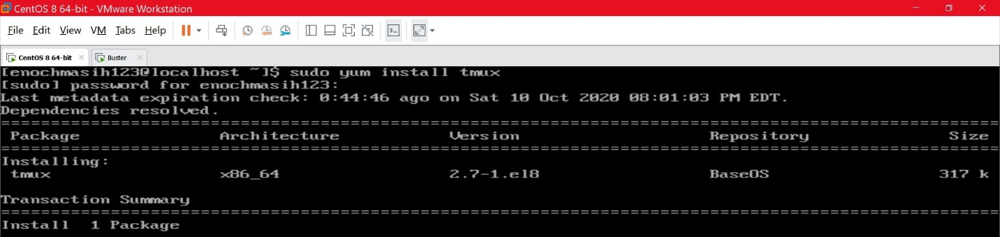 CentOS 8 64-bit - VMware Workstation
File Edit View VM Tabs Help
CentOS 8 64-bit × Buster ×
[enochmasih123@localhost ~]$ sudo yum install tmux
[sudo] password for enochmasih123:
Last metadata expiration check: 0:44:46 ago on Sat 10 Oct 2020 08:01:03 PM EDT.
Dependencies resolved.
================================================================================
Package Architecture Version Repository Size
================================================================================
Installing:
tmux x86_64 2.7-1.el8 BaseOS 317 k
Transaction Summary
================================================================================
Install 1 Package